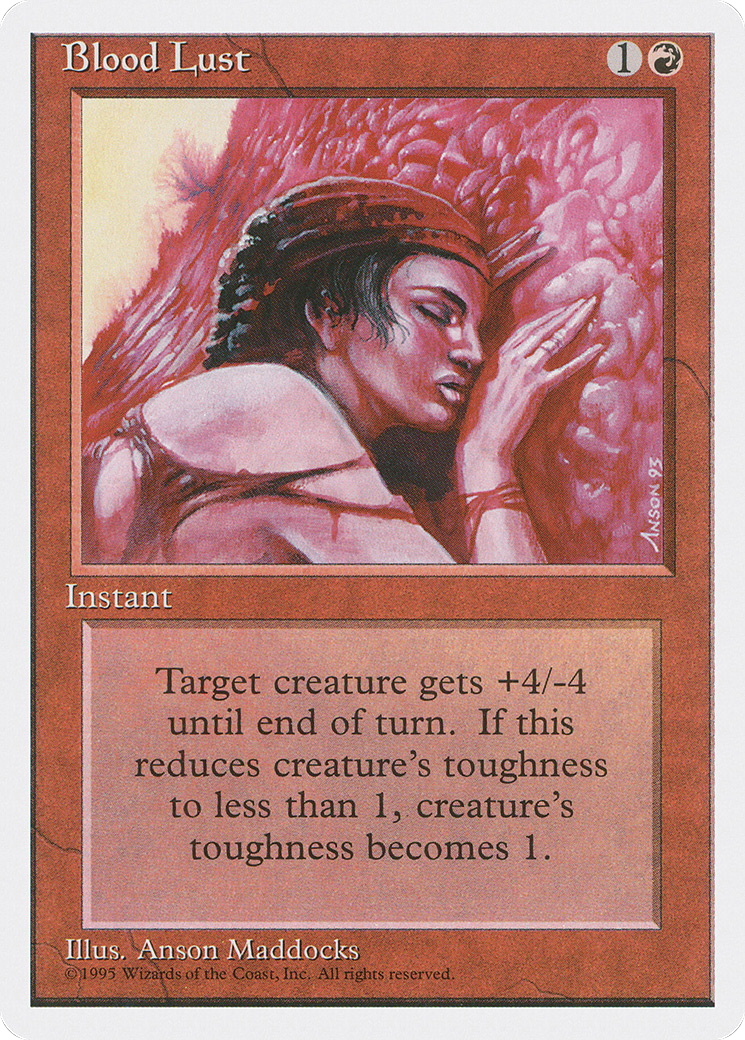 Blood Lust 1
ANSON 93
Instant
Target creature gets +4/-4
until end of turn. If this
reduces creature's toughness
to less than 1, creature's
toughness becomes 1.
Illus. Anson Maddocks
©1995 Wizards of the Coast, Inc. All rights reserved.